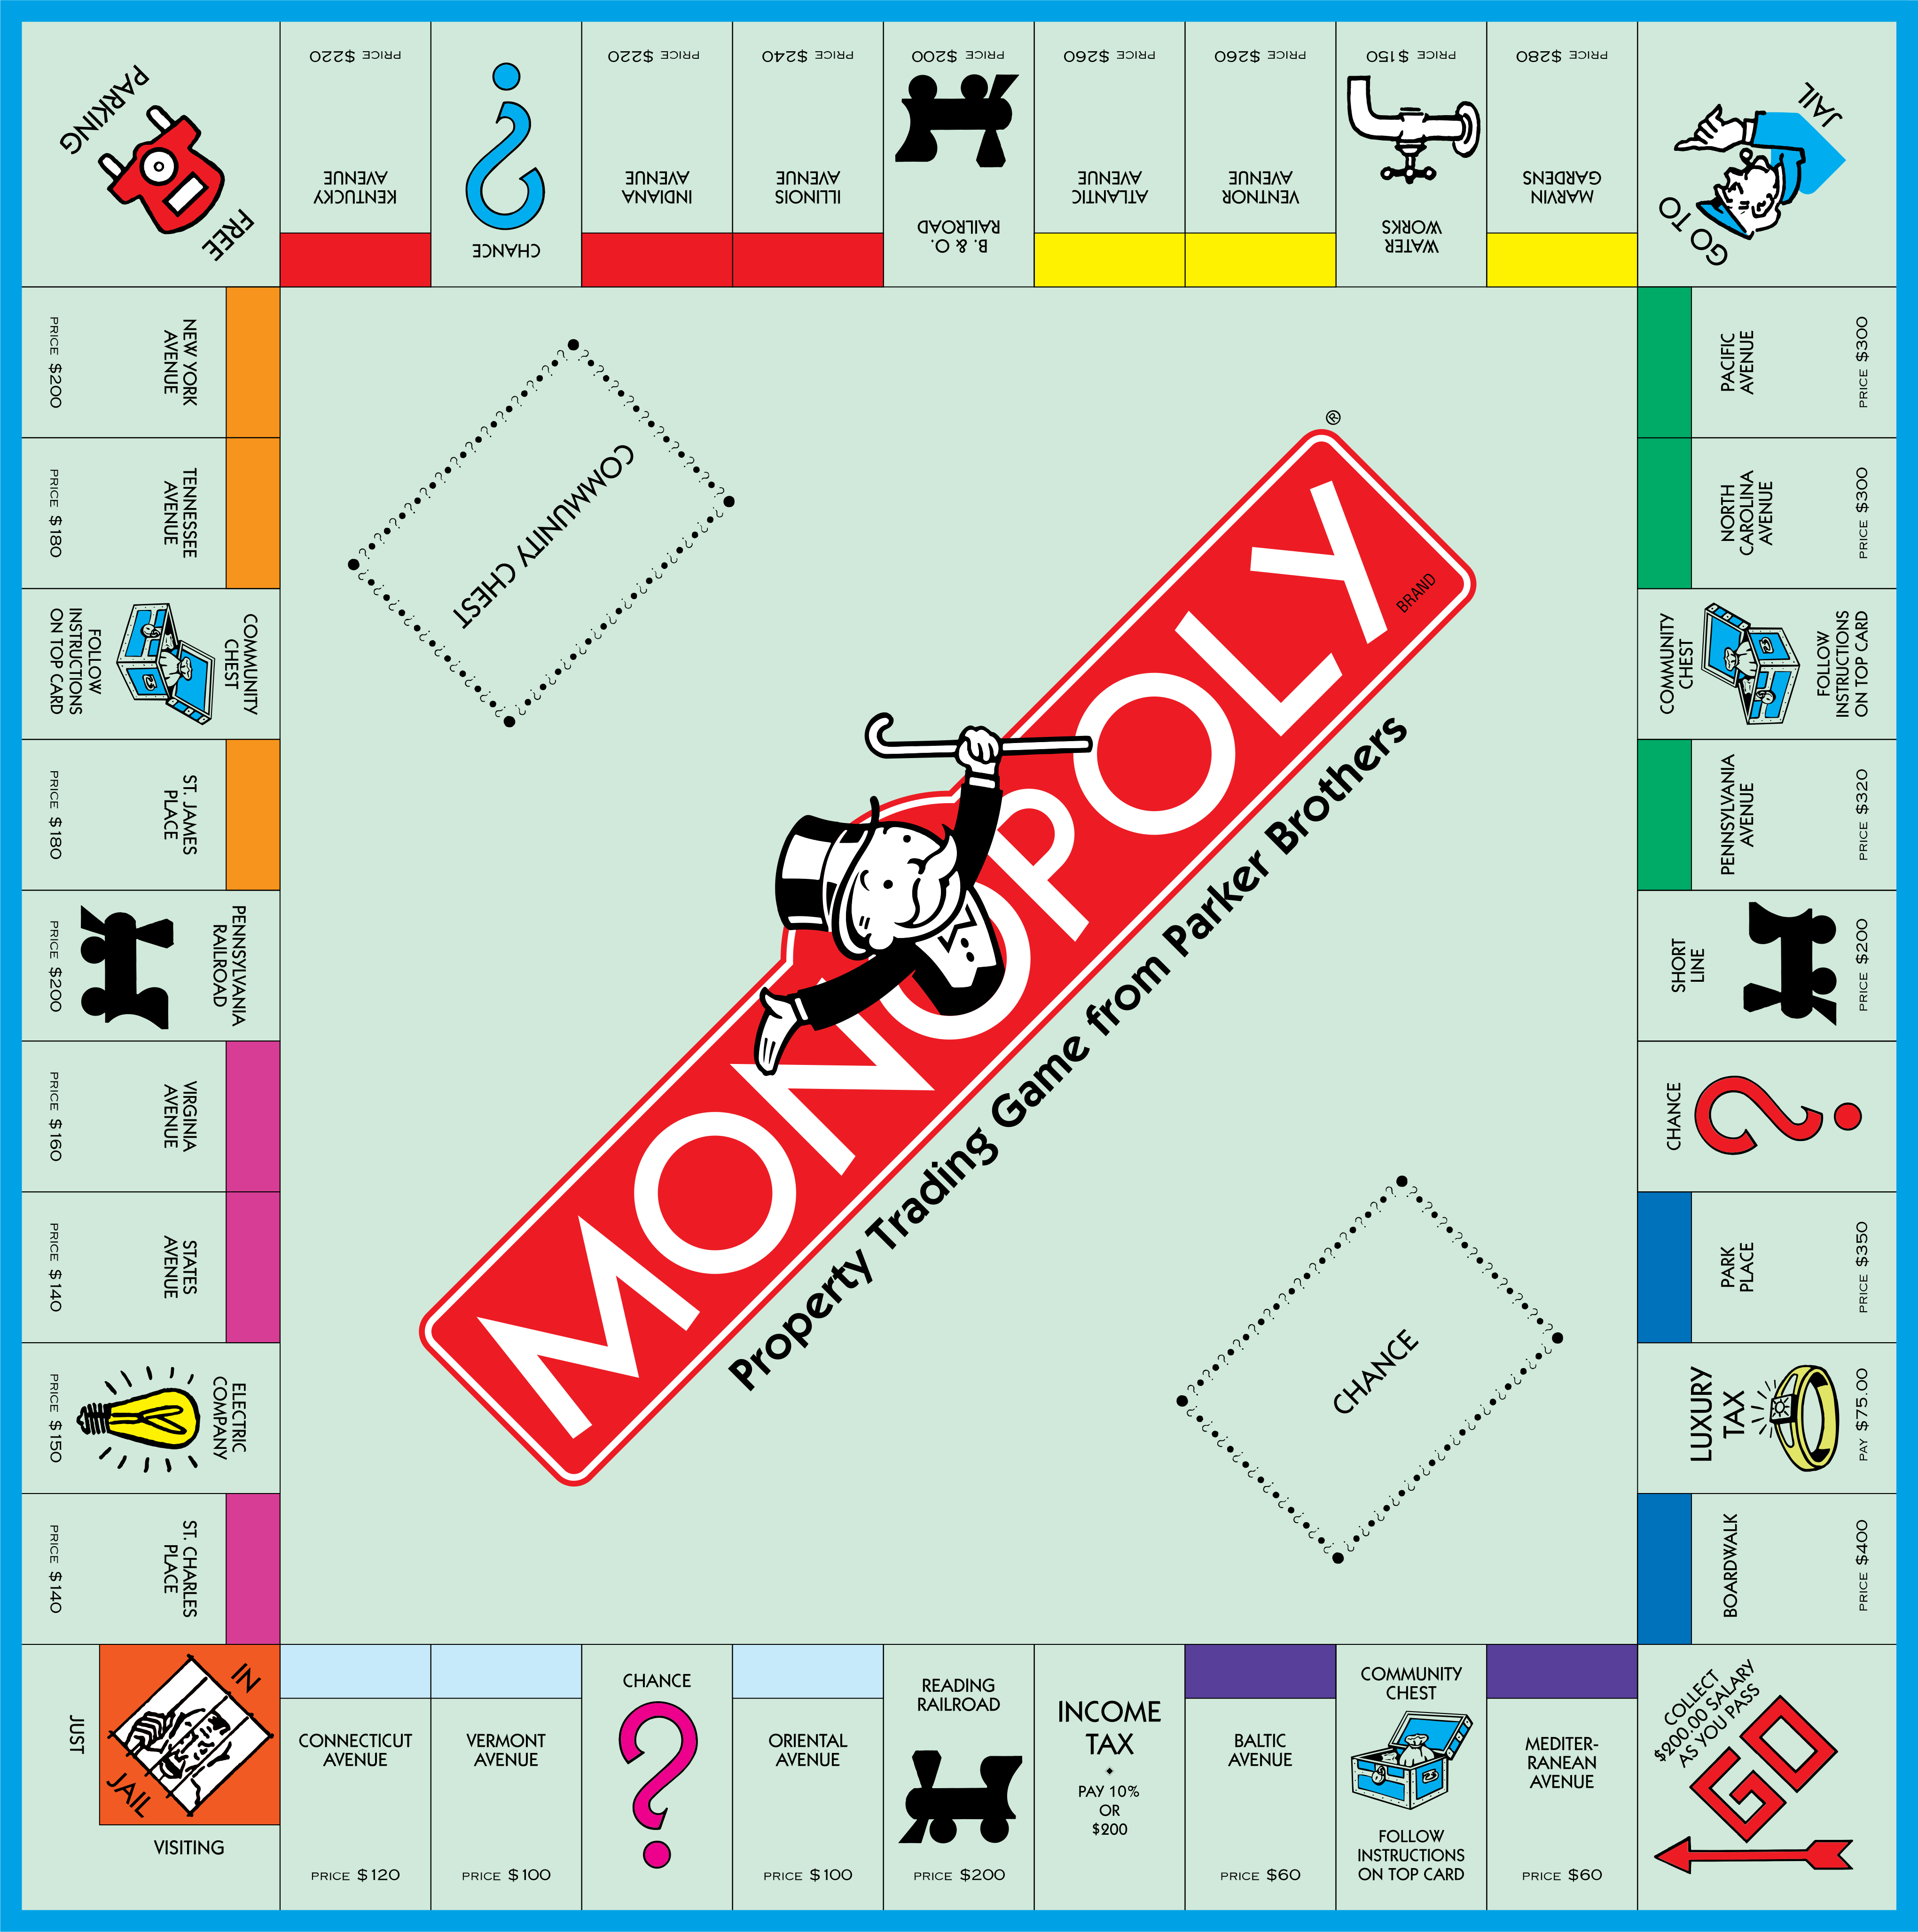 FREE
PARKING
KENTUCKY
AVENUE
PRICE $220
CHANCE
INDIANA
AVENUE
PRICE $220
ILLINOIS
AVENUE
PRICE $240
B. & O.
RAILROAD
PRICE $200
ATLANTIC
AVENUE
PRICE $260
VENTNOR
AVENUE
PRICE $260
WATER
WORKS
PRICE $150
MARVIN
GARDENS
PRICE $280
GO TO
JAIL
PACIFIC
AVENUE
PRICE $300
NORTH
CAROLINA
AVENUE
PRICE $300
COMMUNITY
CHEST
FOLLOW
INSTRUCTIONS
ON TOP CARD
PENNSYLVANIA
AVENUE
PRICE $320
SHORT
LINE
PRICE $200
CHANCE
PARK
PLACE
PRICE $350
LUXURY
TAX
PAY $75.00
BOARDWALK
PRICE $400
COLLECT
$200.00 SALARY
AS YOU PASS
GO
MEDITER-
RANEAN
AVENUE
PRICE $60
COMMUNITY
CHEST
FOLLOW
INSTRUCTIONS
ON TOP CARD
BALTIC
AVENUE
PRICE $60
INCOME
TAX
PAY 10%
OR
$200
READING
RAILROAD
PRICE $200
ORIENTAL
AVENUE
PRICE $100
CHANCE
VERMONT
AVENUE
PRICE $100
CONNECTICUT
AVENUE
PRICE $120
IN
JAIL
JUST
VISITING
ST. CHARLES
PLACE
PRICE $140
ELECTRIC
COMPANY
PRICE $150
STATES
AVENUE
PRICE $140
VIRGINIA
AVENUE
PRICE $160
PENNSYLVANIA
RAILROAD
PRICE $200
ST. JAMES
PLACE
PRICE $180
COMMUNITY
CHEST
FOLLOW
INSTRUCTIONS
ON TOP CARD
TENNESSEE
AVENUE
PRICE $180
NEW YORK
AVENUE
PRICE $200
COMMUNITY CHEST
MONOPOLY
®
BRAND
Property Trading Game from Parker Brothers
CHANCE